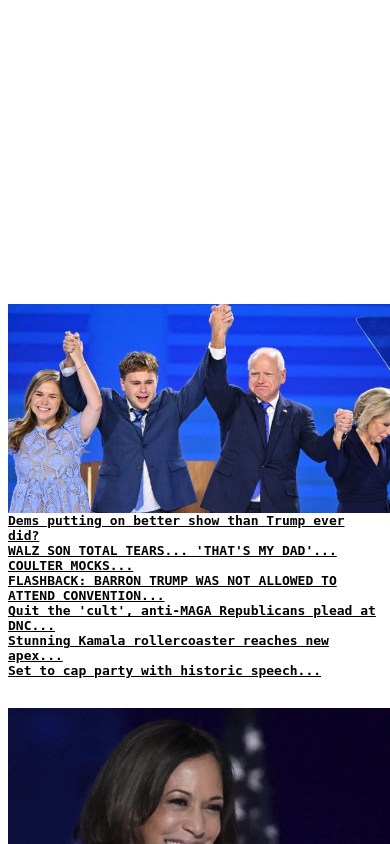 Dems putting on better show than Trump ever
did?
WALZ SON TOTAL TEARS... 'THAT'S MY DAD'...
COULTER MOCKS...
FLASHBACK: BARRON TRUMP WAS NOT ALLOWED TO
ATTEND CONVENTION...
Quit the 'cult', anti-MAGA Republicans plead at
DNC...
Stunning Kamala rollercoaster reaches new
apex...
Set to cap party with historic speech...